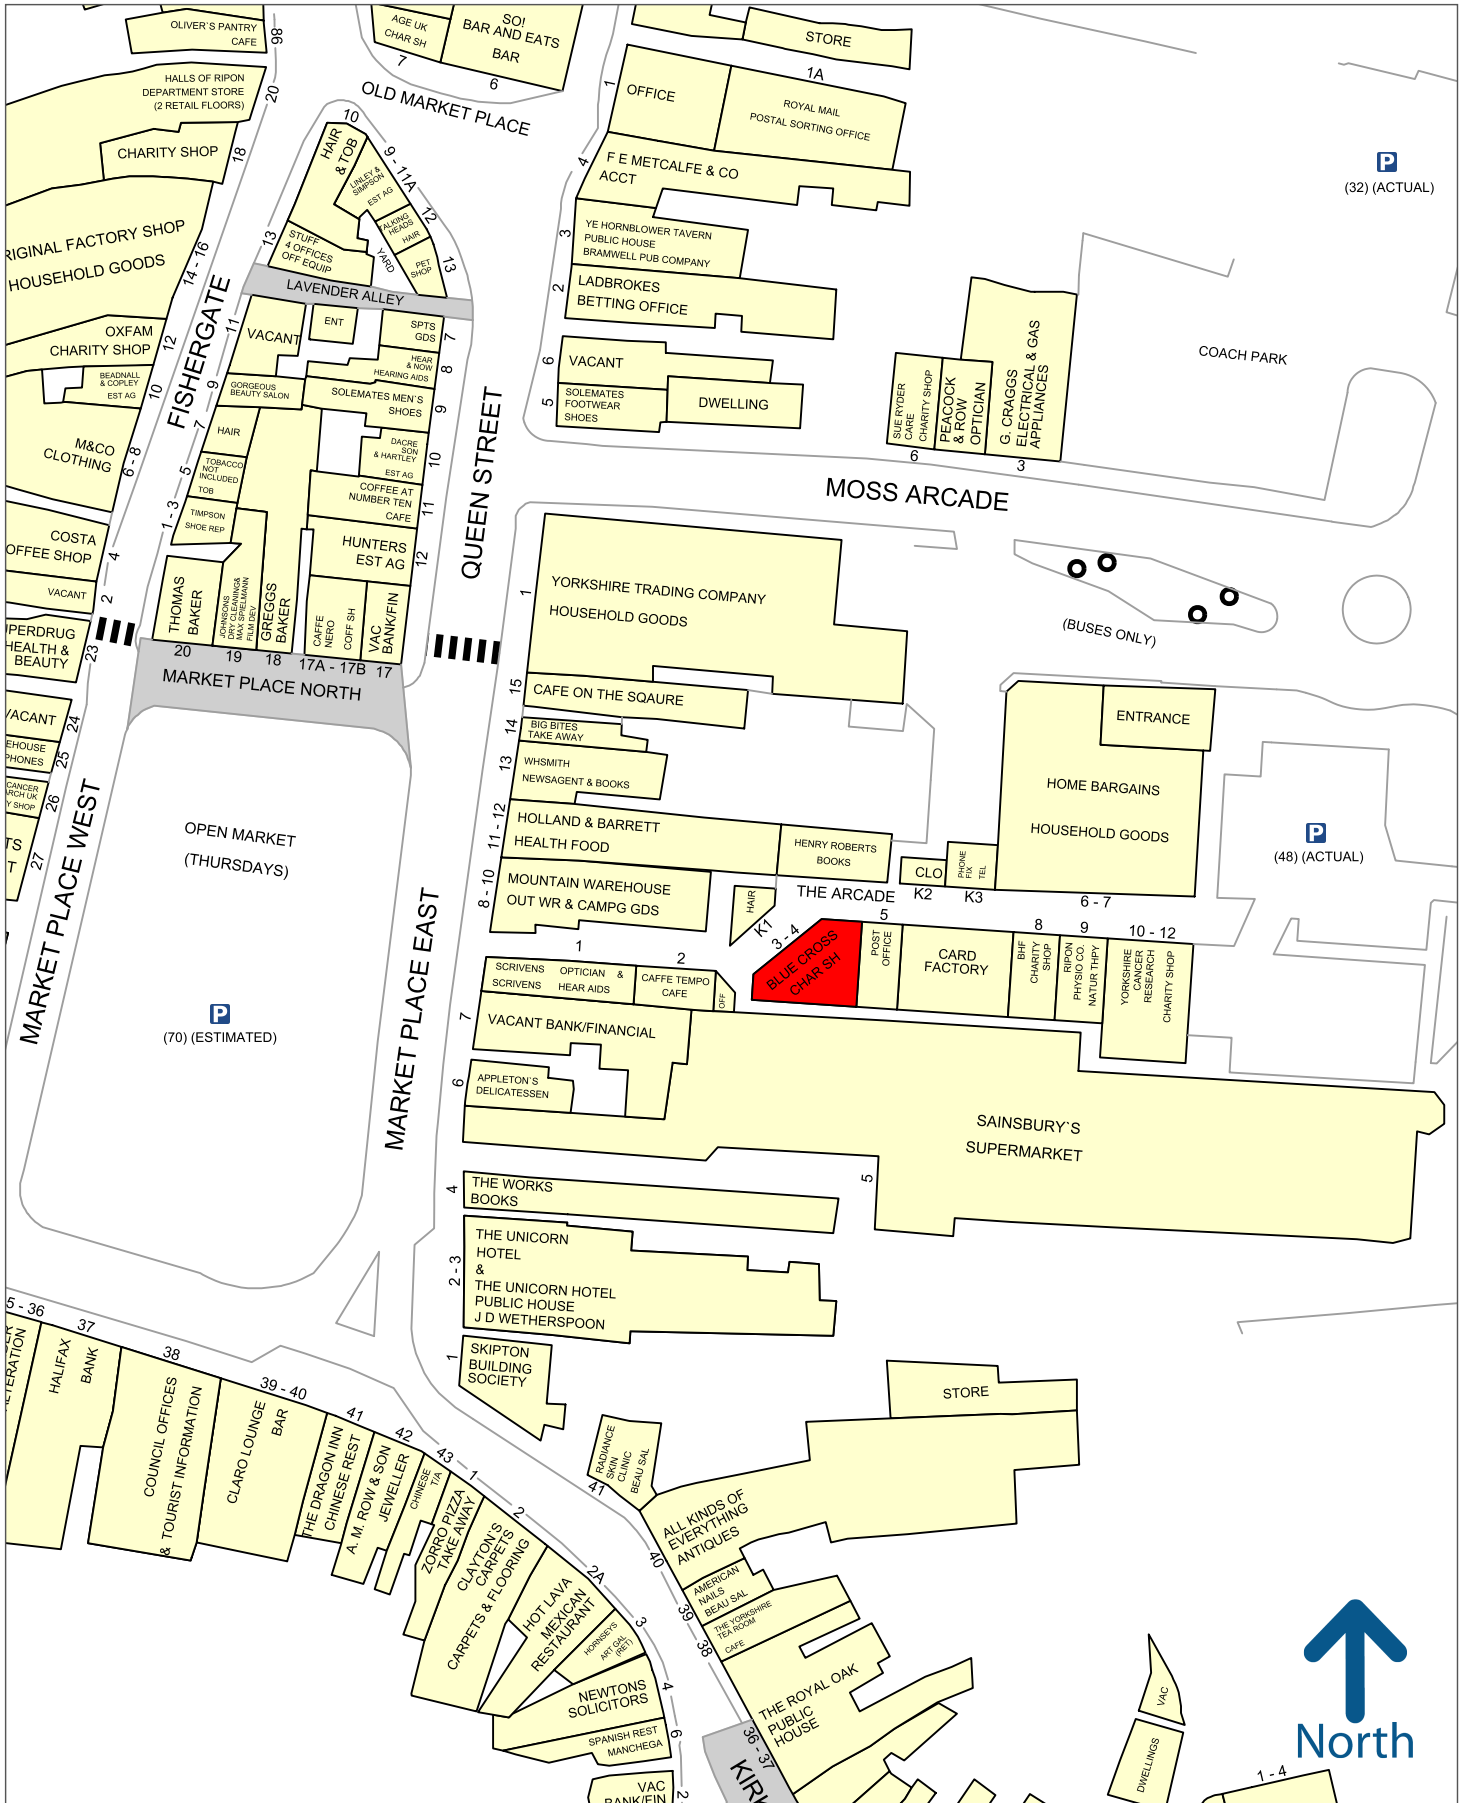 OLIVER`S PANTRY
CAFE
98
AGE UK
CHAR SH
7
SO!
BAR AND EATS
BAR
6
STORE
1A
OLD MARKET PLACE
1
OFFICE
ROYAL MAIL
POSTAL SORTING OFFICE
HALLS OF RIPON
DEPARTMENT STORE
(2 RETAIL FLOORS)
20
CHARITY SHOP
18
10
HAIR
& TOB
9 - 11A
LINLEY &
SIMPSON
EST AG
12
TALKING
HEADS
HAIR
PET
SHOP
13
YARD
13
STUFF
4 OFFICES
OFF EQUIP
4
F E METCALFE & CO
ACCT
P
(32) (ACTUAL)
RIGINAL FACTORY SHOP
HOUSEHOLD GOODS
14 - 16
3
YE HORNBLOWER TAVERN
PUBLIC HOUSE
BRAMWELL PUB COMPANY
2
LADBROKES
BETTING OFFICE
LAVENDER ALLEY
FISHERGATE
OXFAM
CHARITY SHOP
12
BEADNALL
& COPLEY
EST AG
10
11
VACANT
ENT
SPTS
GDS
7
HEAR
& NOW
HEARING AIDS
8
9
GORGEOUS
BEAUTY SALON
SOLEMATES MEN`S
SHOES
9
6
VACANT
5
SOLEMATES
FOOTWEAR
SHOES
DWELLING
SUE RYDER
CARE
CHARITY SHOP
6
PEACOCK
& ROW
OPTICIAN
G. CRAGGS
ELECTRICAL & GAS
APPLIANCES
3
COACH PARK
M&CO
CLOTHING
6-8
7
HAIR
5
TOBACCO
NOT
INCLUDED
TOB
DACRE
SON
& HARTLEY
EST AG
10
COFFEE AT
NUMBER TEN
CAFE
11
1 - 3
TIMPSON
SHOE REP
HUNTERS
EST AG
12
QUEEN STREET
MOSS ARCADE
COSTA
OFFEE SHOP
4
VACANT
2
THOMAS
BAKER
20
JOHNSONS
DRY CLEANING&
MAX SPIELMANN
FILM DEV
19
GREGGS
BAKER
18
CAFFE
NERO
COFF SH
17A - 17B
VAC
BANK/FIN
17
1
YORKSHIRE TRADING COMPANY
HOUSEHOLD GOODS
(BUSES ONLY)
UPERDRUG
HEALTH &
BEAUTY
23
MARKET PLACE NORTH
15
CAFE ON THE SQAURE
VACANT
24
EHOUSE
PHONES
25
CANCER
ARCH UK
Y SHOP
26
TS
T
27
14
BIG BITES
TAKE AWAY
13
WHSMITH
NEWSAGENT & BOOKS
ENTRANCE
HOME BARGAINS
HOUSEHOLD GOODS
6 - 7
MARKET PLACE WEST
OPEN MARKET
(THURSDAYS)
11 - 12
HOLLAND & BARRETT
HEALTH FOOD
HENRY ROBERTS
BOOKS
P
(48) (ACTUAL)
8 - 10
MOUNTAIN WAREHOUSE
OUT WR & CAMPG GDS
HAIR
K1
THE ARCADE
CLO
K2
PHONE
FIX
TEL
K3
3 - 4
BLUE CROSS
CHAR SH
5
POST
OFFICE
CARD
FACTORY
8
BHF
CHARITY
SHOP
9
RIPON
PHYSIO CO.
NATUR THPY
10 - 12
YORKSHIRE
CANCER
RESEARCH
CHARITY SHOP
P
(70) (ESTIMATED)
MARKET PLACE EAST
1
SCRIVENS OPTICIAN &
SCRIVENS HEAR AIDS
2
CAFFE TEMPO
CAFE
OFF
7
VACANT BANK/FINANCIAL
6
APPLETON`S
DELICATESSEN
SAINSBURY`S
SUPERMARKET
5
4
THE WORKS
BOOKS
2 - 3
THE UNICORN
HOTEL
&
THE UNICORN HOTEL
PUBLIC HOUSE
J D WETHERSPOON
1
SKIPTON
BUILDING
SOCIETY
5 - 36
TERATION
37
HALIFAX
BANK
38
COUNCIL OFFICES
& TOURIST INFORMATION
39 - 40
CLARO LOUNGE
BAR
41
THE DRAGON INN
CHINESE REST
42
A. M. ROW & SON
JEWELLER
43
CHINESE
T/A
1
ZORRO PIZZA
TAKE AWAY
2
CLAYTON`S
CARPETS
CARPETS & FLOORING
2A
HOT LAVA
MEXICAN
RESTAURANT
3
HORNSEYS
ART GAL
(RET)
4
NEWTONS
SOLICITORS
6
SPANISH REST
MANCHEGA
VAC
BANK/FIN
2
STORE
RADIANCE
SKIN
CLINIC
BEAU SAL
41
ALL KINDS OF
EVERYTHING
ANTIQUES
40
AMERICAN
NAILS
BEAU SAL
39
THE YORKSHIRE
TEA ROOM
CAFE
38
THE ROYAL OAK
PUBLIC
HOUSE
36 - 37
KIRK
VAC
DWELLINGS
1 - 4
North